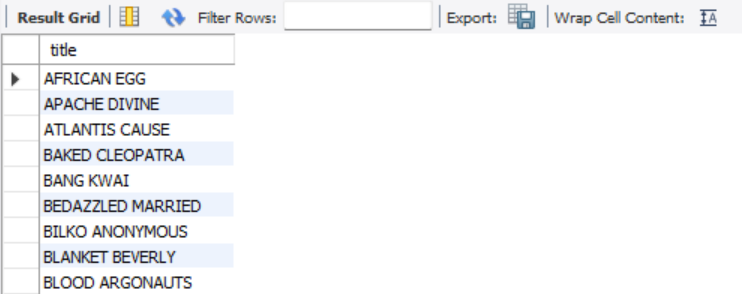 Result Grid Filter Rows: Export: Wrap Cell Content: IA
title
AFRICAN EGG
APACHE DIVINE
ATLANTIS CAUSE
BAKED CLEOPATRA
BANG KWAI
BEDAZZLED MARRIED
BILKO ANONYMOUS
BLANKET BEVERLY
BLOOD ARGONAUTS